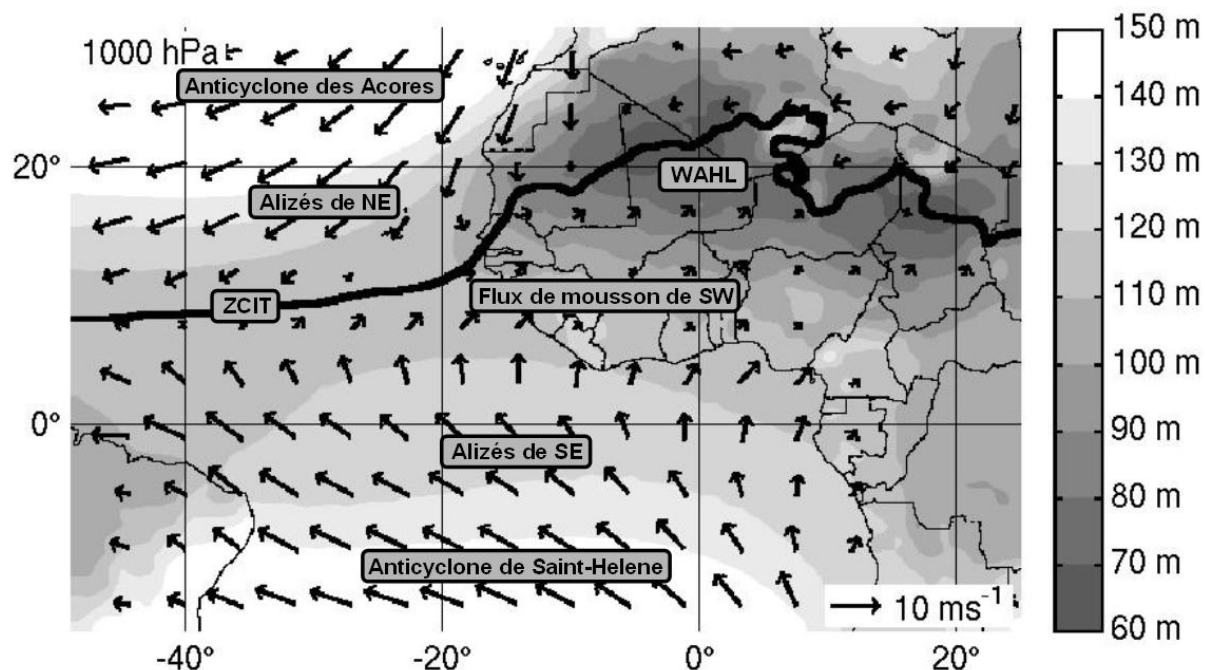 1000 hPa
Anticyclone des Acores
20°
WAHL
Alizés de NE
Flux de mousson de SW
ZCIT
0°
Alizés de SE
Anticyclone de Saint-Helene
10 ms⁻¹
-40°
-20°
0°
20°
150 m
140 m
130 m
120 m
110 m
100 m
90 m
80 m
70 m
60 m